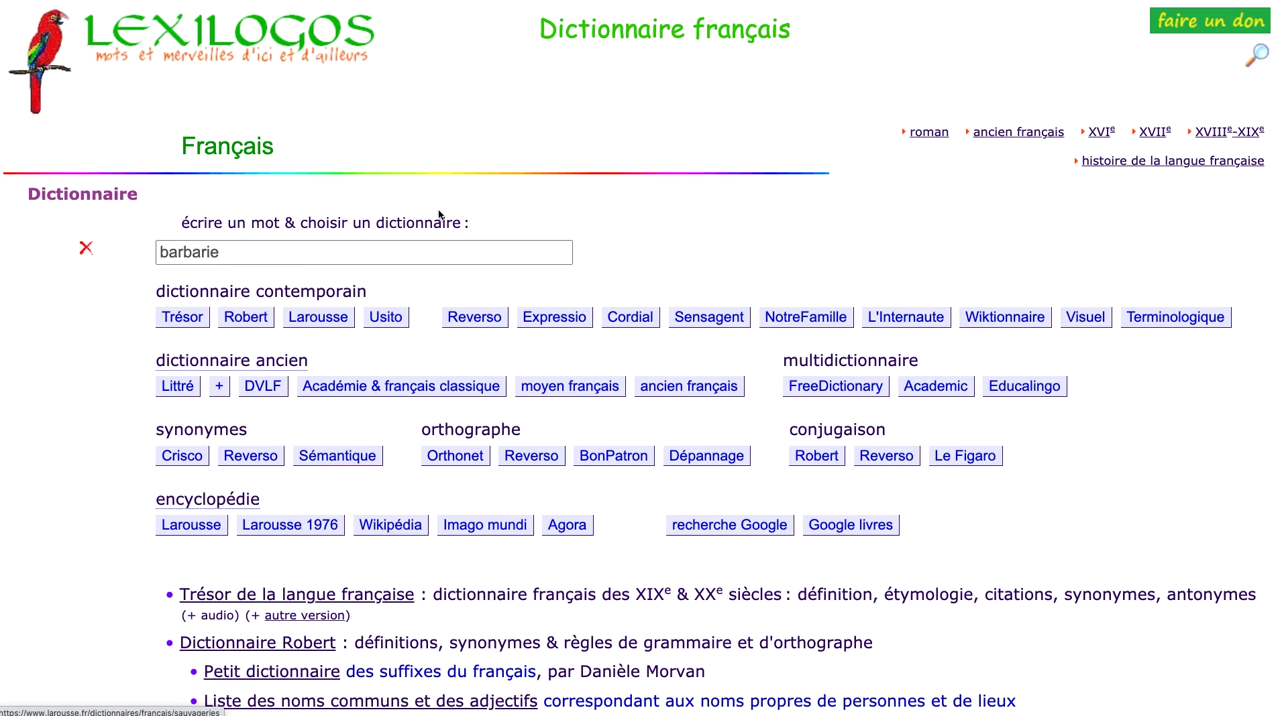 LEXILOGOS
mots et merveilles d'ici et d'ailleurs
Dictionnaire français
faire un don
roman ancien français XVIe XVIIe XVIIIe-XIXe
histoire de la langue française
Français
Dictionnaire
écrire un mot & choisir un dictionnaire :
barbarie
dictionnaire contemporain
Trésor Robert Larousse Usito Reverso Expressio Cordial Sensagent NotreFamille L'Internaute Wiktionnaire Visuel Terminologique
dictionnaire ancien multidictionnaire
Littré + DVLF Académie & français classique moyen français ancien français FreeDictionary Academic Educalingo
synonymes orthographe conjugaison
Crisco Reverso Sémantique Orthonet Reverso BonPatron Dépannage Robert Reverso Le Figaro
encyclopédie
Larousse Larousse 1976 Wikipédia Imago mundi Agora recherche Google Google livres
• Trésor de la langue française : dictionnaire français des XIXe & XXe siècles : définition, étymologie, citations, synonymes, antonymes
(+ audio) (+ autre version)
• Dictionnaire Robert : définitions, synonymes & règles de grammaire et d'orthographe
• Petit dictionnaire des suffixes du français, par Danièle Morvan
• Liste des noms communs et des adjectifs correspondant aux noms propres de personnes et de lieux
https://www.larousse.fr/dictionnaires/francais/sauvageries